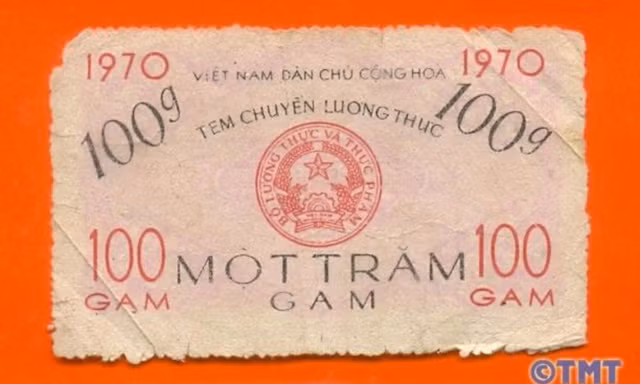 1970 VIỆT NAM DÂN CHỦ CỘNG HÒA 1970
100g TEM CHUYỂN LƯƠNG THỰC 100g
BỘ LƯƠNG THỰC VÀ THỰC PHẨM
100 MỘT TRĂM 100
GAM GAM GAM
©TMT